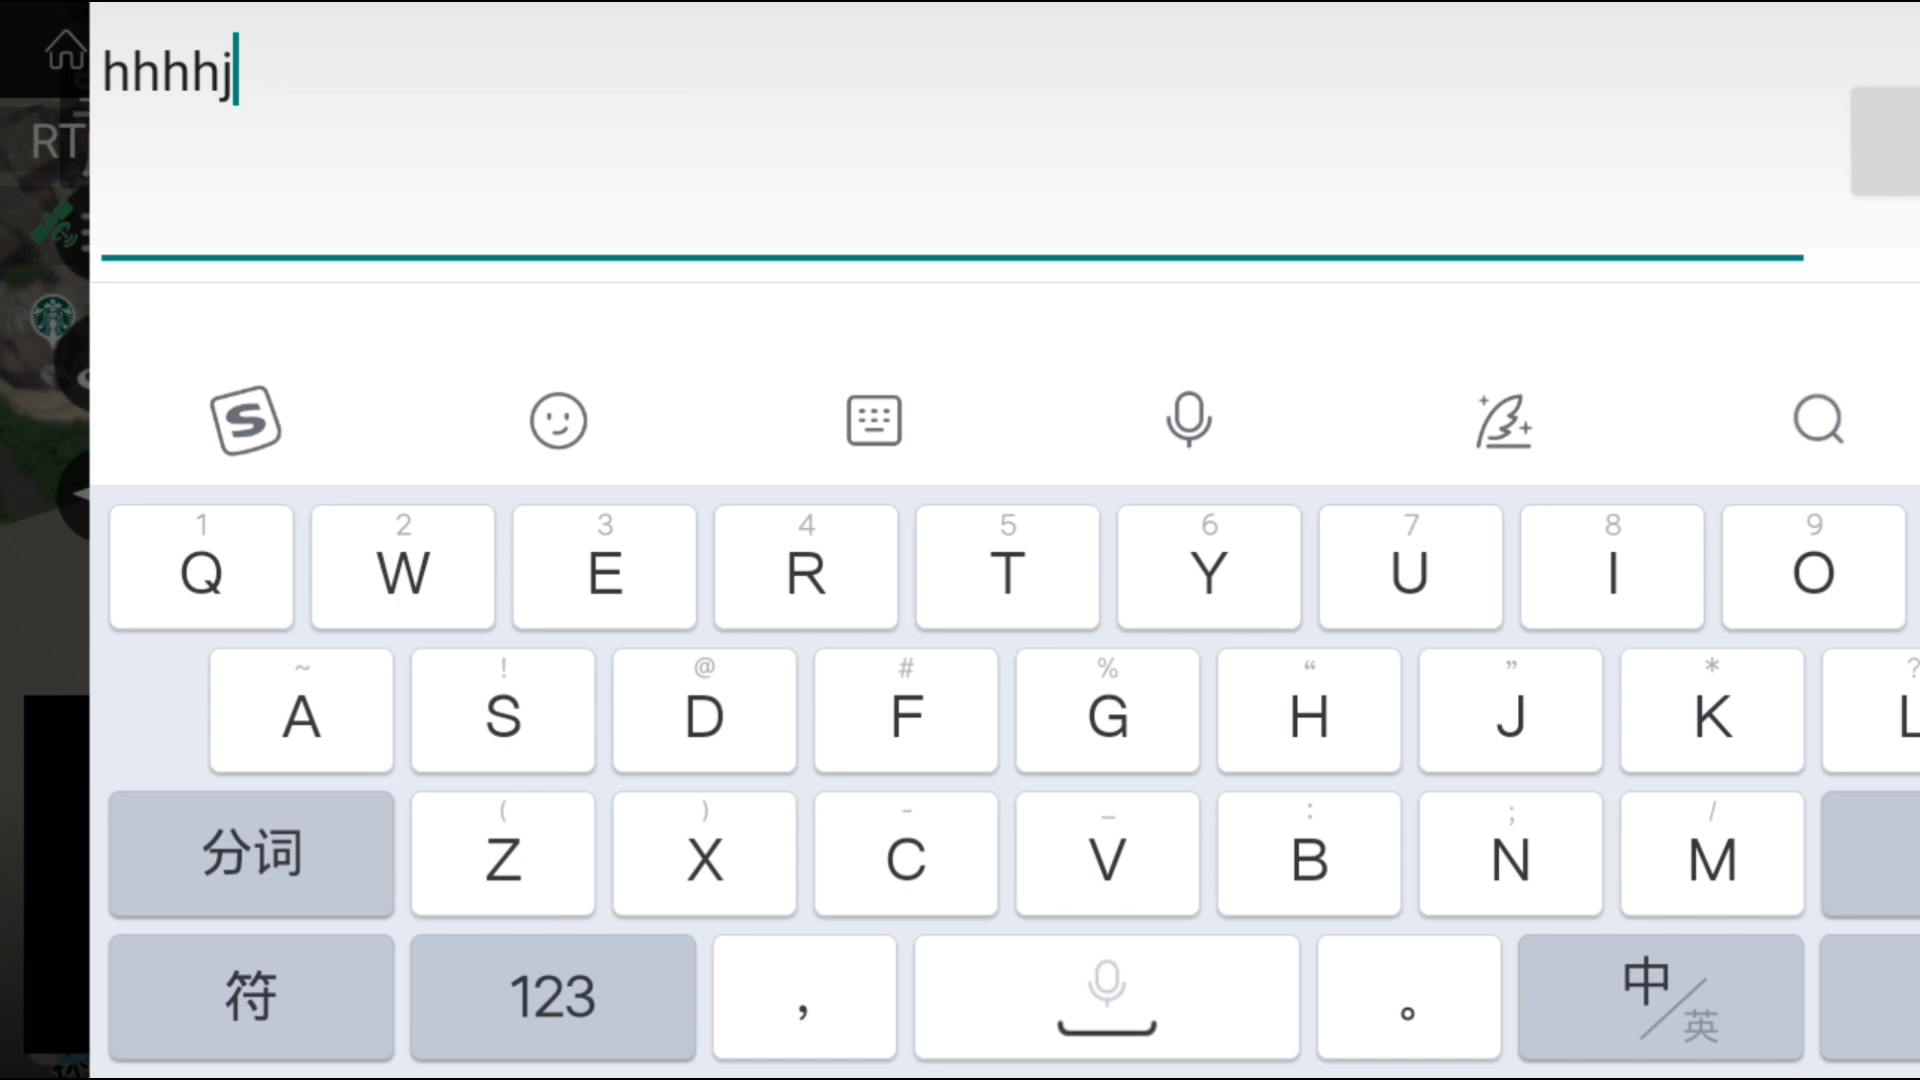 hhhhj
RT
1 2 3 4 5 6 7 8 9
Q W E R T Y U I O
~ ! @ # % “ ” * ?
A S D F G H J K L
( ) - _ : ; /
分词 Z X C V B N M
符 123 , 。 中/英